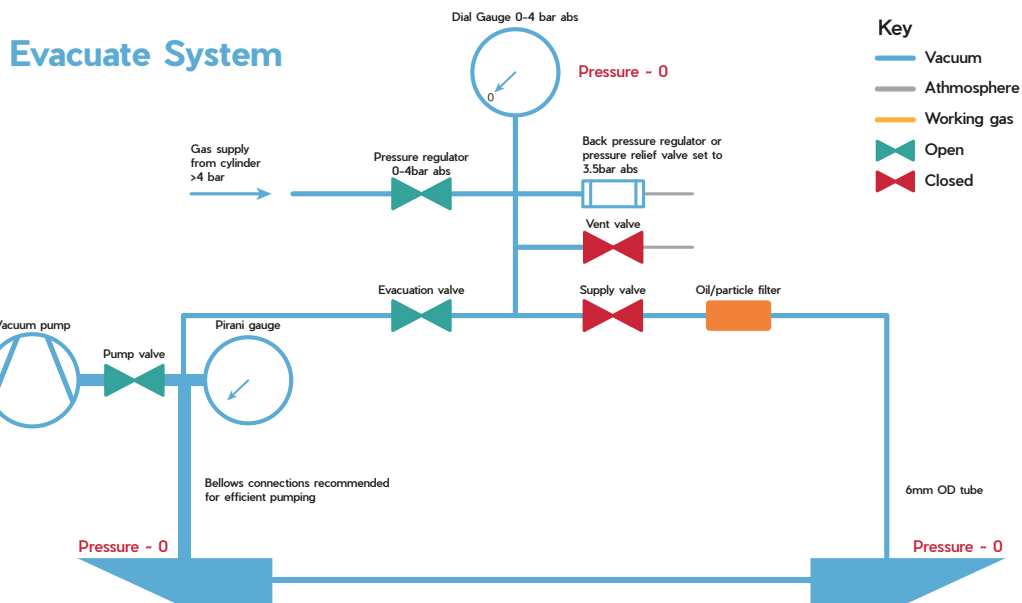 Evacuate System
Dial Gauge 0-4 bar abs
Pressure ~ 0
0
Key
Vacuum
Athmosphere
Working gas
Open
Closed
Gas supply
from cylinder
>4 bar
Pressure regulator
0-4bar abs
Back pressure regulator or
pressure relief valve set to
3.5bar abs
Vent valve
Evacuation valve
Supply valve
Oil/particle filter
Vacuum pump
Pump valve
Pirani gauge
Bellows connections recommended
for efficient pumping
6mm OD tube
Pressure ~ 0
Pressure ~ 0